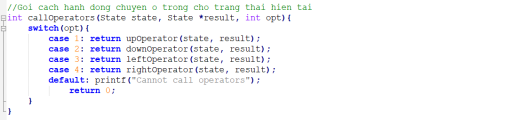 //Goi cach hanh dong chuyen o trong cho trang thai hien tai
int callOperators(State state, State *result, int opt){
switch(opt){
case 1: return upOperator(state, result);
case 2: return downOperator(state, result);
case 3: return leftOperator(state, result);
case 4: return rightOperator(state, result);
default: printf("Cannot call operators");
return 0;
}
}